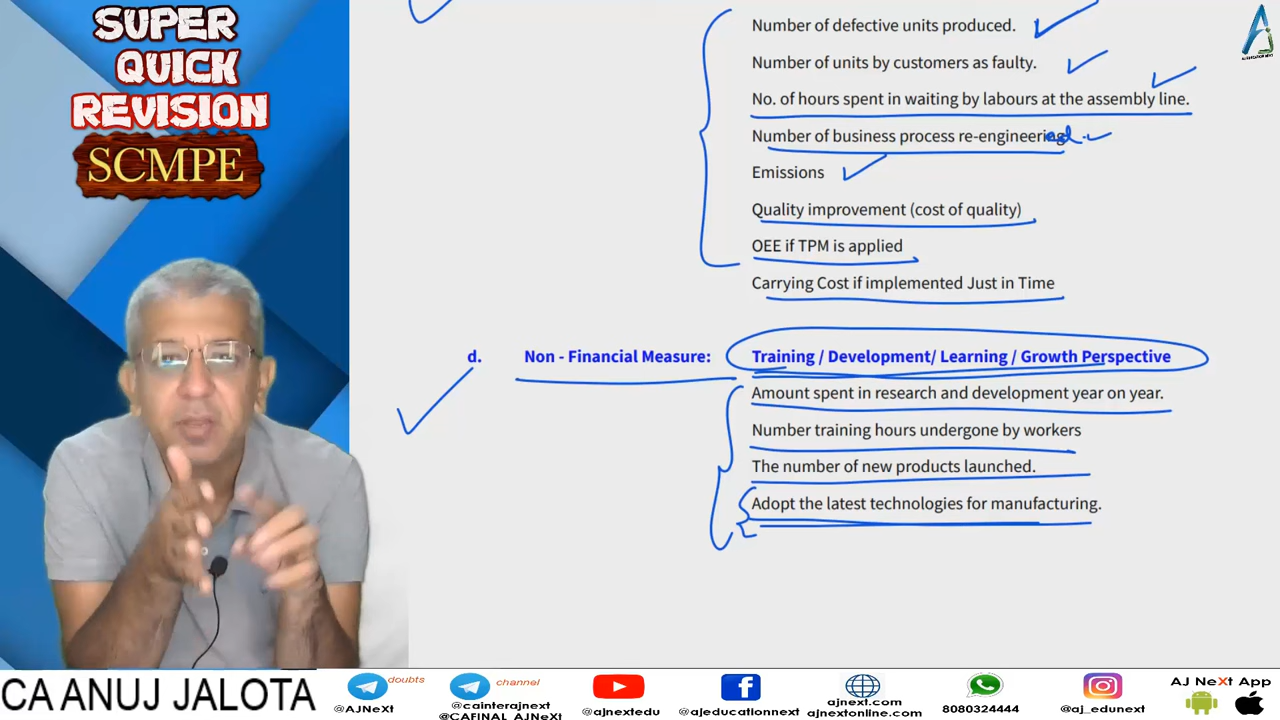 SUPER
QUICK
REVISION
SCMPE
Number of defective units produced.
Number of units by customers as faulty.
No. of hours spent in waiting by labours at the assembly line.
Number of business process re-engineering
Emissions
Quality improvement (cost of quality)
OEE if TPM is applied
Carrying Cost if implemented Just in Time
d. Non - Financial Measure: Training / Development/ Learning / Growth Perspective
Amount spent in research and development year on year.
Number training hours undergone by workers
The number of new products launched.
Adopt the latest technologies for manufacturing.
CA ANUJ JALOTA
doubts
@AJNeXt
channel
@cainterajnext
@CAFINAL_AJNeXt
@ajnextedu
@ajeducationnext
ajnext.com
ajnextonline.com
8080324444
@aj_edunext
AJ NeXt App